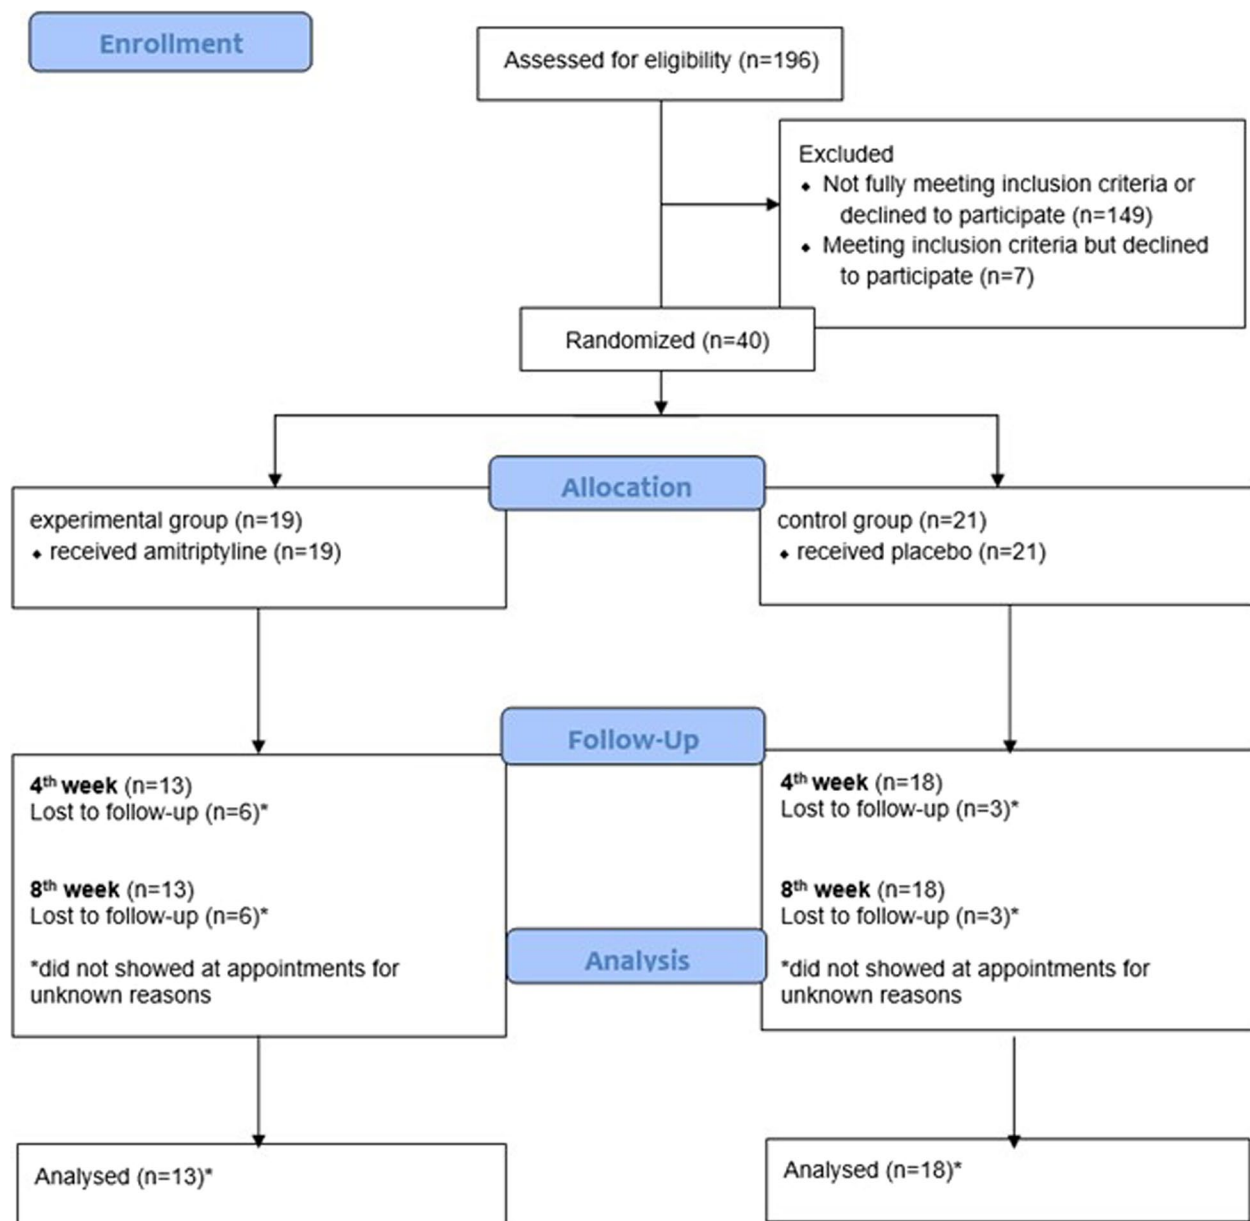 Enrollment
Assessed for eligibility (n=196)
Excluded
⬥ Not fully meeting inclusion criteria or
declined to participate (n=149)
⬥ Meeting inclusion criteria but declined
to participate (n=7)
Randomized (n=40)
Allocation
experimental group (n=19)
⬥ received amitriptyline (n=19)
control group (n=21)
⬥ received placebo (n=21)
Follow-Up
4th week (n=13)
Lost to follow-up (n=6)*
8th week (n=13)
Lost to follow-up (n=6)*
*did not showed at appointments for
unknown reasons
4th week (n=18)
Lost to follow-up (n=3)*
8th week (n=18)
Lost to follow-up (n=3)*
*did not showed at appointments for
unknown reasons
Analysis
Analysed (n=13)*
Analysed (n=18)*